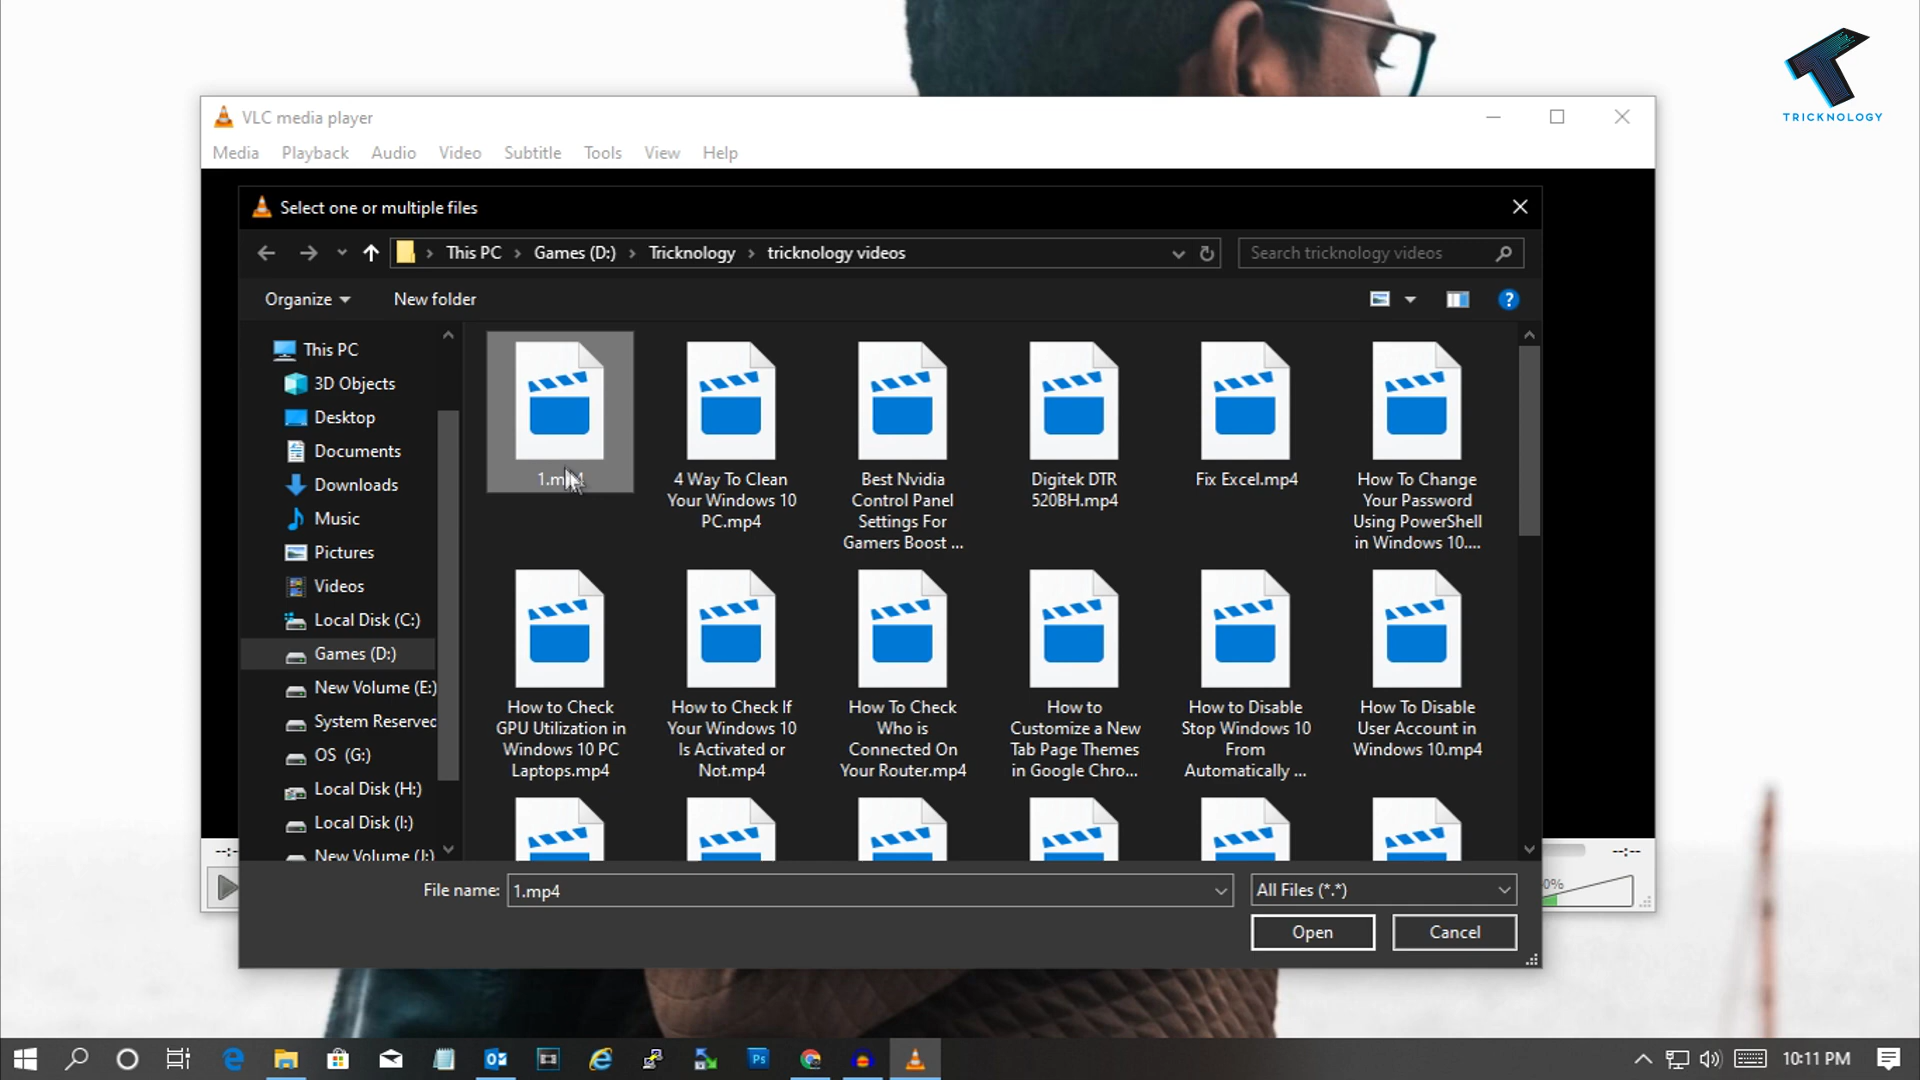 TRICKNOLOGY
VLC media player
Media Playback Audio Video Subtitle Tools View Help
Select one or multiple files
This PC > Games (D:) > Tricknology > tricknology videos
Search tricknology videos
Organize
New folder
This PC
3D Objects
Desktop
Documents
Downloads
Music
Pictures
Videos
Local Disk (C:)
Games (D:)
New Volume (E:)
System Reserved
OS (G:)
Local Disk (H:)
Local Disk (I:)
New Volume (J:)
1.mp4
4 Way To Clean
Your Windows 10
PC.mp4
Best Nvidia
Control Panel
Settings For
Gamers Boost ...
Digitek DTR
520BH.mp4
Fix Excel.mp4
How To Change
Your Password
Using PowerShell
in Windows 10....
How to Check
GPU Utilization in
Windows 10 PC
Laptops.mp4
How to Check If
Your Windows 10
Is Activated or
Not.mp4
How To Check
Who is
Connected On
Your Router.mp4
How to
Customize a New
Tab Page Themes
in Google Chro...
How to Disable
Stop Windows 10
From
Automatically ...
How To Disable
User Account in
Windows 10.mp4
--:--
--:--
0%
File name: 1.mp4
All Files (*.*)
Open
Cancel
Ps
10:11 PM